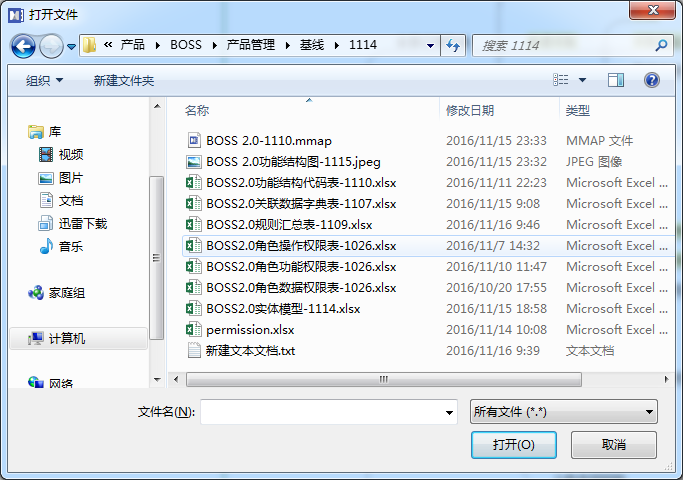 打开文件
« 产品 BOSS 产品管理 基线 1114 搜索 1114
组织 新建文件夹
名称 修改日期 类型
库
视频
图片
文档
迅雷下载
音乐
家庭组
计算机
网络
BOSS 2.0-1110.mmap 2016/11/15 23:33 MMAP 文件
BOSS 2.0功能结构图-1115.jpeg 2016/11/15 23:32 JPEG 图像
BOSS2.0功能结构代码表-1110.xlsx 2016/11/11 22:23 Microsoft Excel ...
BOSS2.0关联数据字典表-1107.xlsx 2016/11/15 9:08 Microsoft Excel ...
BOSS2.0规则汇总表-1109.xlsx 2016/11/16 9:46 Microsoft Excel ...
BOSS2.0角色操作权限表-1026.xlsx 2016/11/7 14:32 Microsoft Excel ...
BOSS2.0角色功能权限表-1026.xlsx 2016/11/10 11:47 Microsoft Excel ...
BOSS2.0角色数据权限表-1026.xlsx 2016/10/20 17:55 Microsoft Excel ...
BOSS2.0实体模型-1114.xlsx 2016/11/15 18:58 Microsoft Excel ...
permission.xlsx 2016/11/14 10:08 Microsoft Excel ...
新建文本文档.txt 2016/11/16 9:39 文本文档
文件名(N): 所有文件 (*.*)
打开(O) 取消